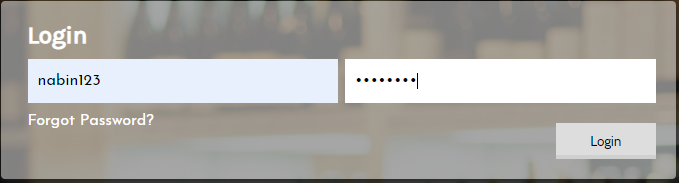 Login
nabin123
••••••••
Forgot Password?
Login